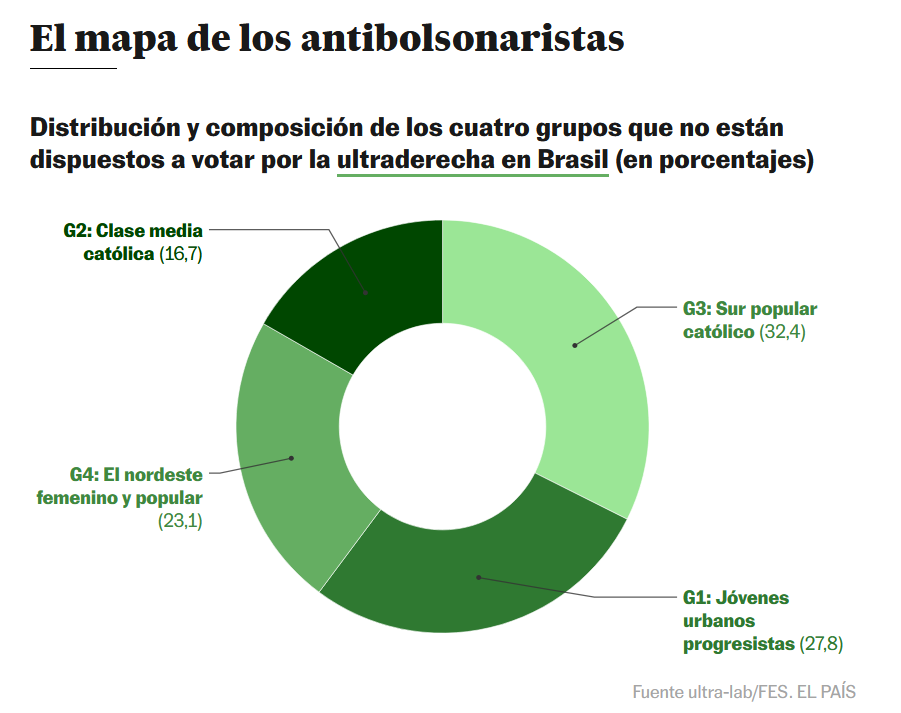 El mapa de los antibolsonaristas
Distribución y composición de los cuatro grupos que no están
dispuestos a votar por la ultraderecha en Brasil (en porcentajes)
G2: Clase media
católica (16,7)
G3: Sur popular
católico (32,4)
G4: El nordeste
femenino y popular
(23,1)
G1: Jóvenes
urbanos
progresistas (27,8)
Fuente ultra-lab/FES. EL PAÍS